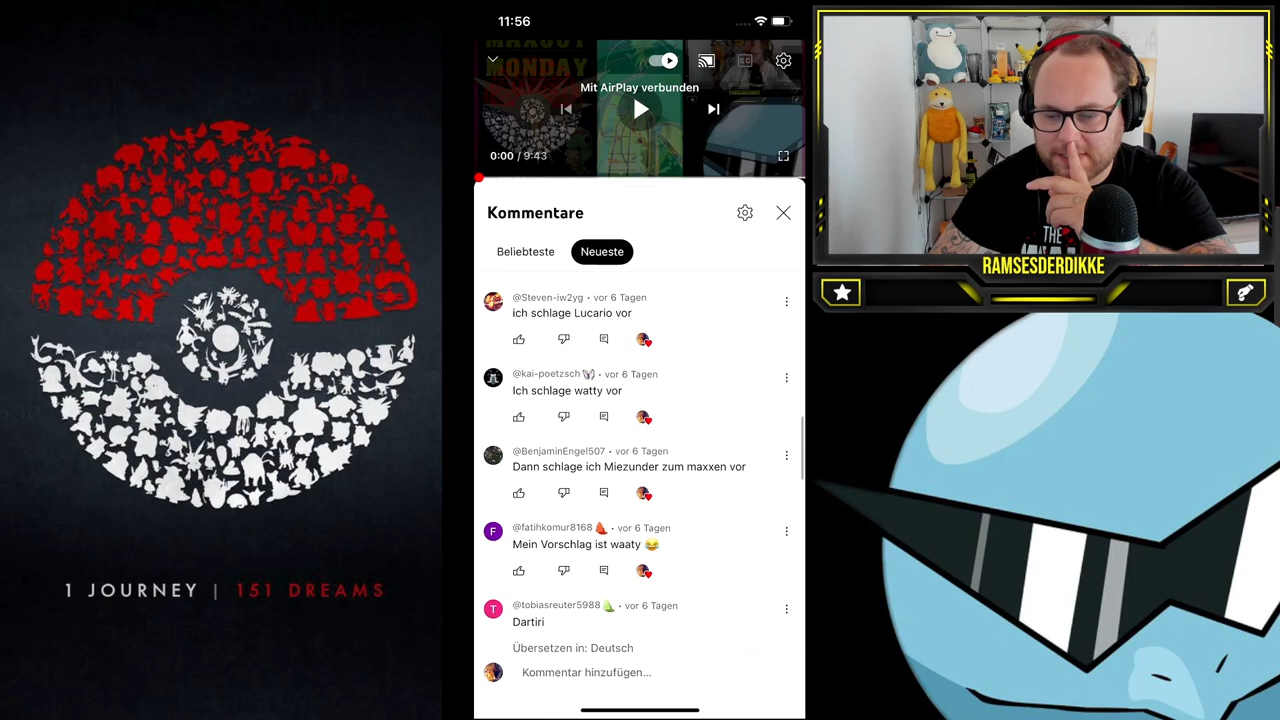 11:56
MAXOUT
MONDAY
CC
Mit AirPlay verbunden
0:00 / 9:43
Kommentare
Beliebteste
Neueste
@Steven-iw2yg • vor 6 Tagen
ich schlage Lucario vor
@kai-poetzsch • vor 6 Tagen
Ich schlage watty vor
@BenjaminEngel507 • vor 6 Tagen
Dann schlage ich Miezunder zum maxxen vor
F
@fatihkomur8168 • vor 6 Tagen
Mein Vorschlag ist waaty 😂
T
@tobiasreuter5988 • vor 6 Tagen
Dartiri
Übersetzen in: Deutsch
Kommentar hinzufügen...
1 JOURNEY | 151 DREAMS
THE
RAMSESDERDIKKE